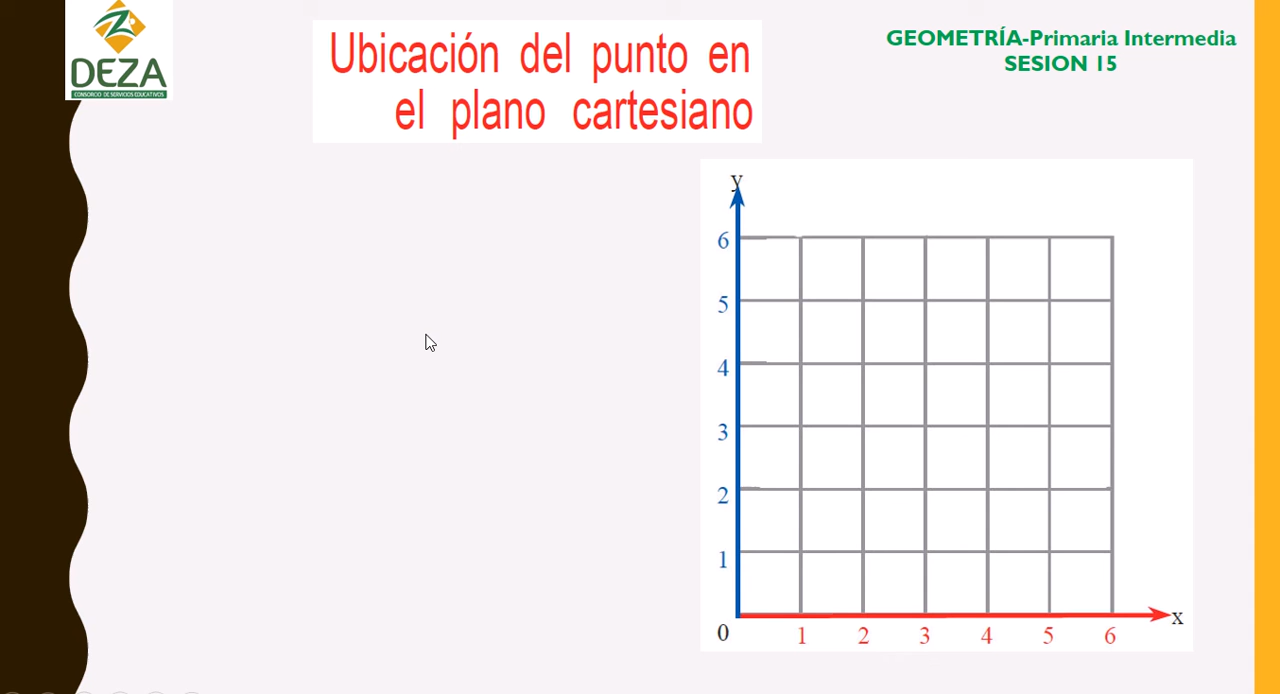 DEZA
CONSORCIO DE SERVICIOS EDUCATIVOS
Ubicación del punto en
el plano cartesiano
GEOMETRÍA-Primaria Intermedia
SESION 15
y
6
5
4
3
2
1
0
1 2 3 4 5 6
x